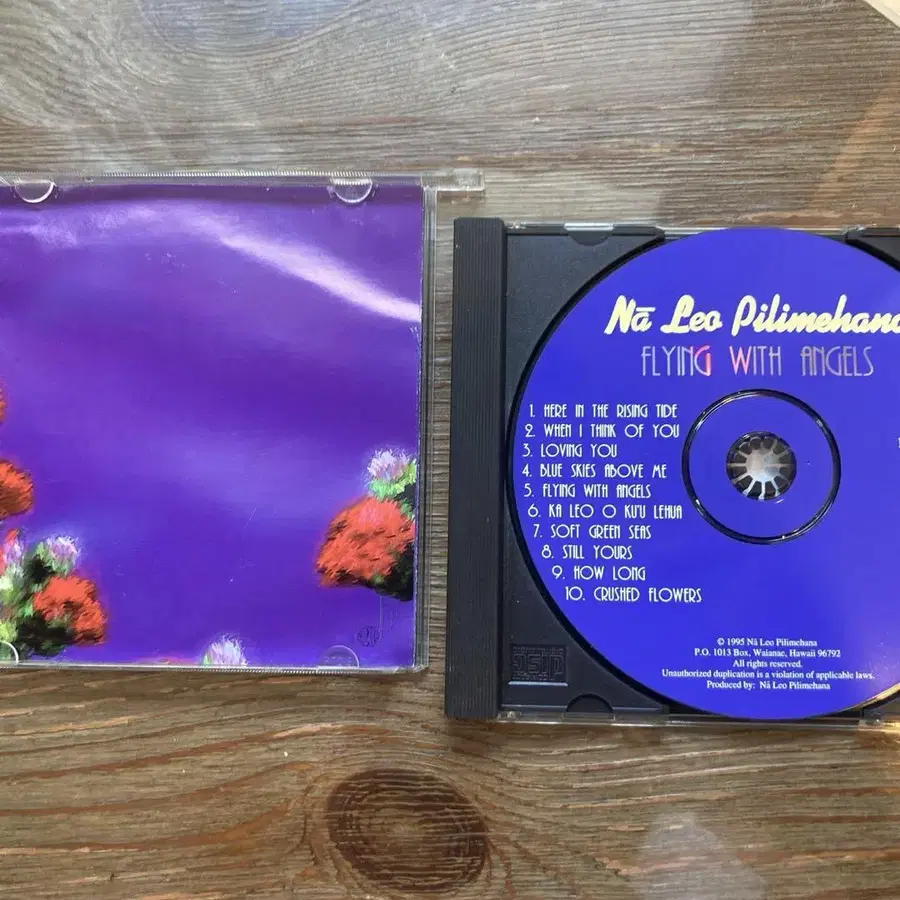 Nā Leo Pilimehana
FLYING WITH ANGELS
1. HERE IN THE RISING TIDE
2. WHEN I THINK OF YOU
3. LOVING YOU
4. BLUE SKIES ABOVE ME
5. FLYING WITH ANGELS
6. KA LEO O KU'U LEHUA
7. SOFT GREEN SEAS
8. STILL YOURS
9. HOW LONG
10. CRUSHED FLOWERS
© 1995 Nā Leo Pilimehana
P.O. 1013 Box, Waianae, Hawaii 96792
All rights reserved.
Unauthorized duplication is a violation of applicable laws.
Produced by: Nā Leo Pilimehana
disc